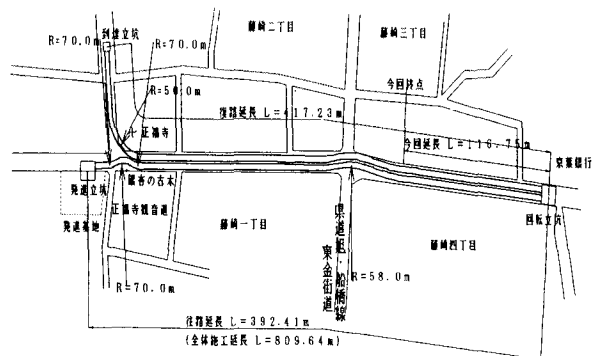 到達立坑
藤崎二丁目
藤崎三丁目
R=70.0m
R=70.0m
R=50.0m
今回終点
復路延長 L=417.23m
卍正福寺
今回延長 L=116.75m
京葉銀行
発進立坑
銀杏の古木
発進基地
正福寺観音道
藤崎一丁目
県道旭・船橋線
東金街道
藤崎四丁目
回転立坑
R=70.0m
R=58.0m
往路延長 L=392.41m
(全体施工延長 L=809.64m)